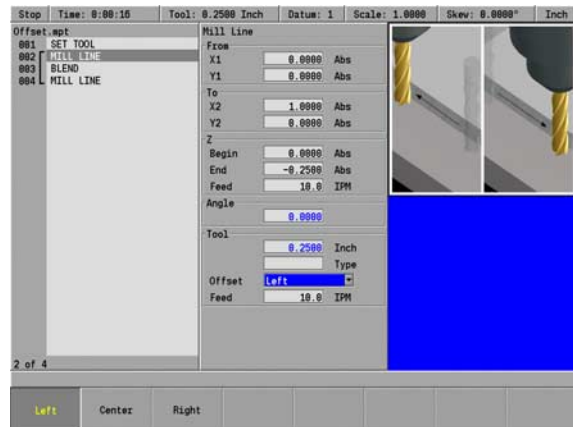 Stop Time: 0:00:16 Tool: 0.2500 Inch Datum: 1 Scale: 1.0000 Skew: 0.0000° Inch
Offset.mpt
001 SET TOOL
002 MILL LINE
003 BLEND
004 MILL LINE
2 of 4
Mill Line
From
X1 0.0000 Abs
Y1 0.0000 Abs
To
X2 1.0000 Abs
Y2 0.0000 Abs
Z
Begin 0.0000 Abs
End -0.2500 Abs
Feed 10.0 IPM
Angle
0.0000
Tool
0.2500 Inch
Type
Offset Left
Feed 10.0 IPM
Left Center Right